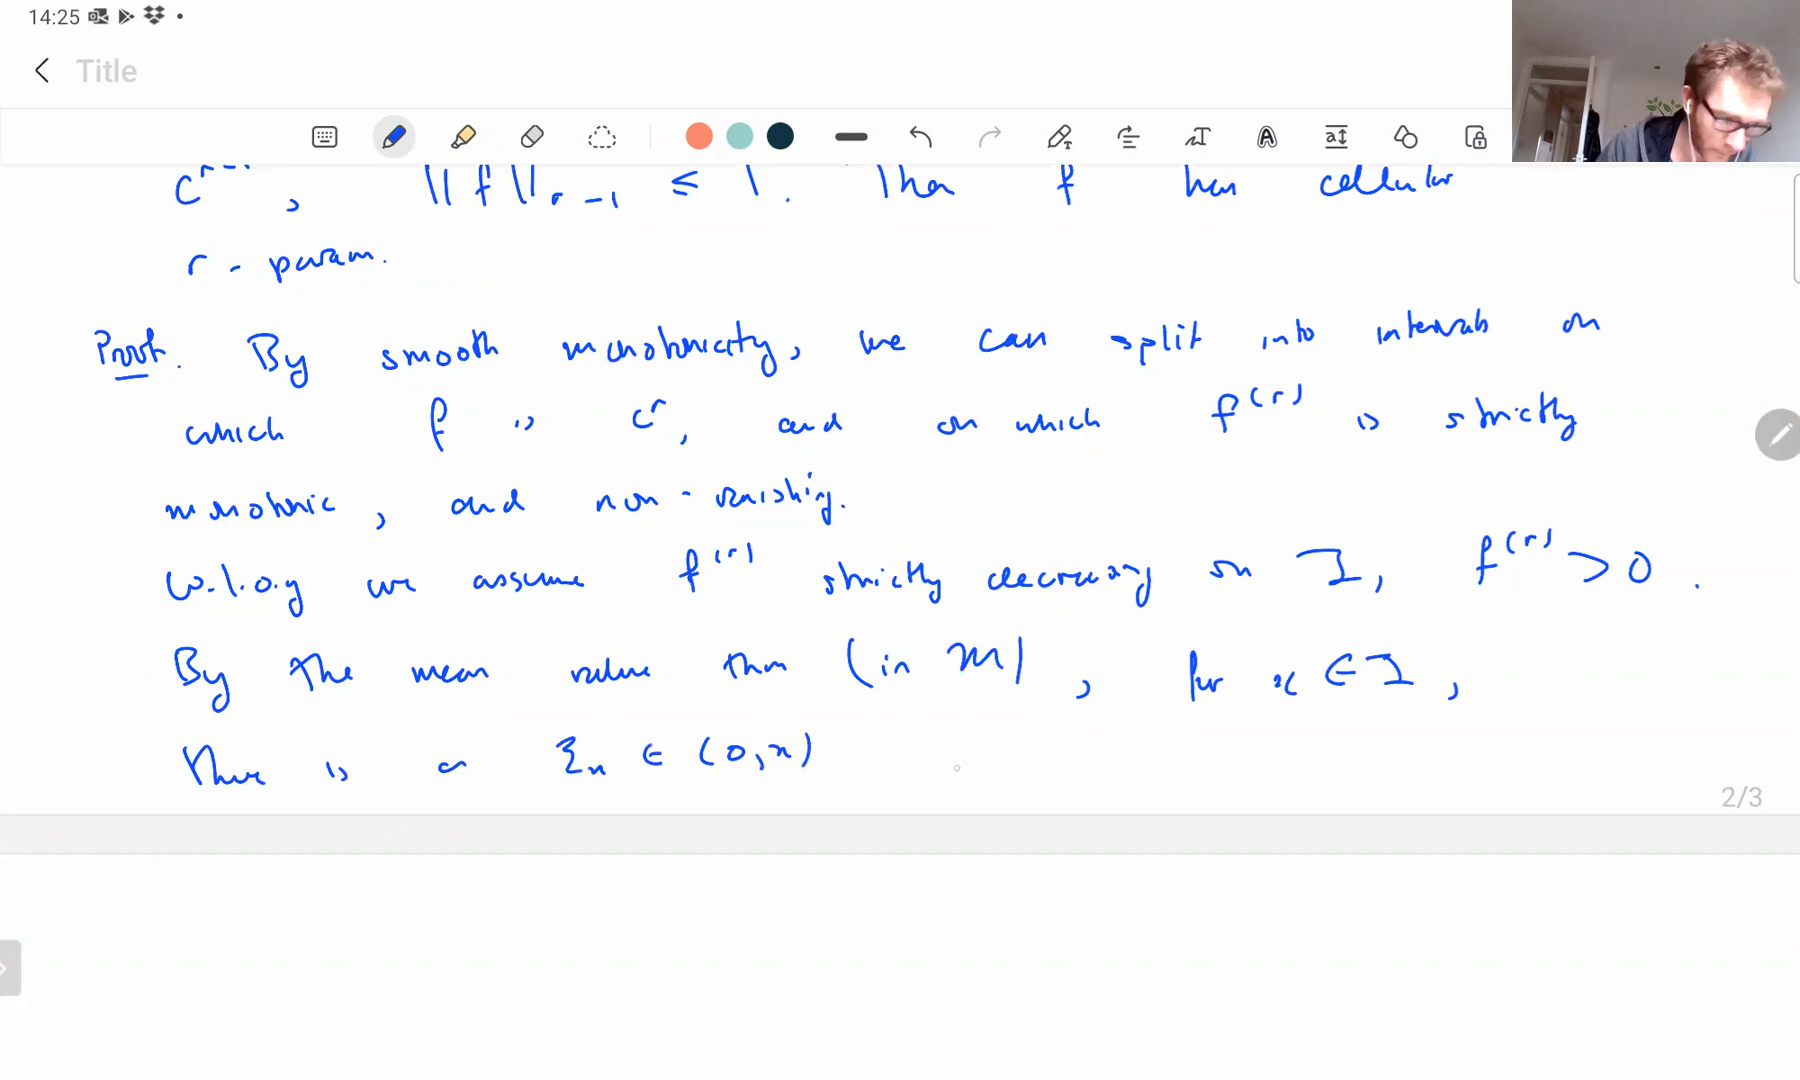 14:25
Title
C^{r-1}, ||f||_{r-1} ≤ 1. Then f has cellular
r-param.
Proof. By smooth monotonicity, we can split into intervals on
which f is C^r, and on which f^{(r)} is strictly
monotonic, and non-vanishing.
W.l.o.g we assume f^{(r)} strictly decreasing on I, f^{(r)} > 0.
By the mean value thm (in M), for x ∈ I,
there is a ξ_x ∈ (0,x)
2/3